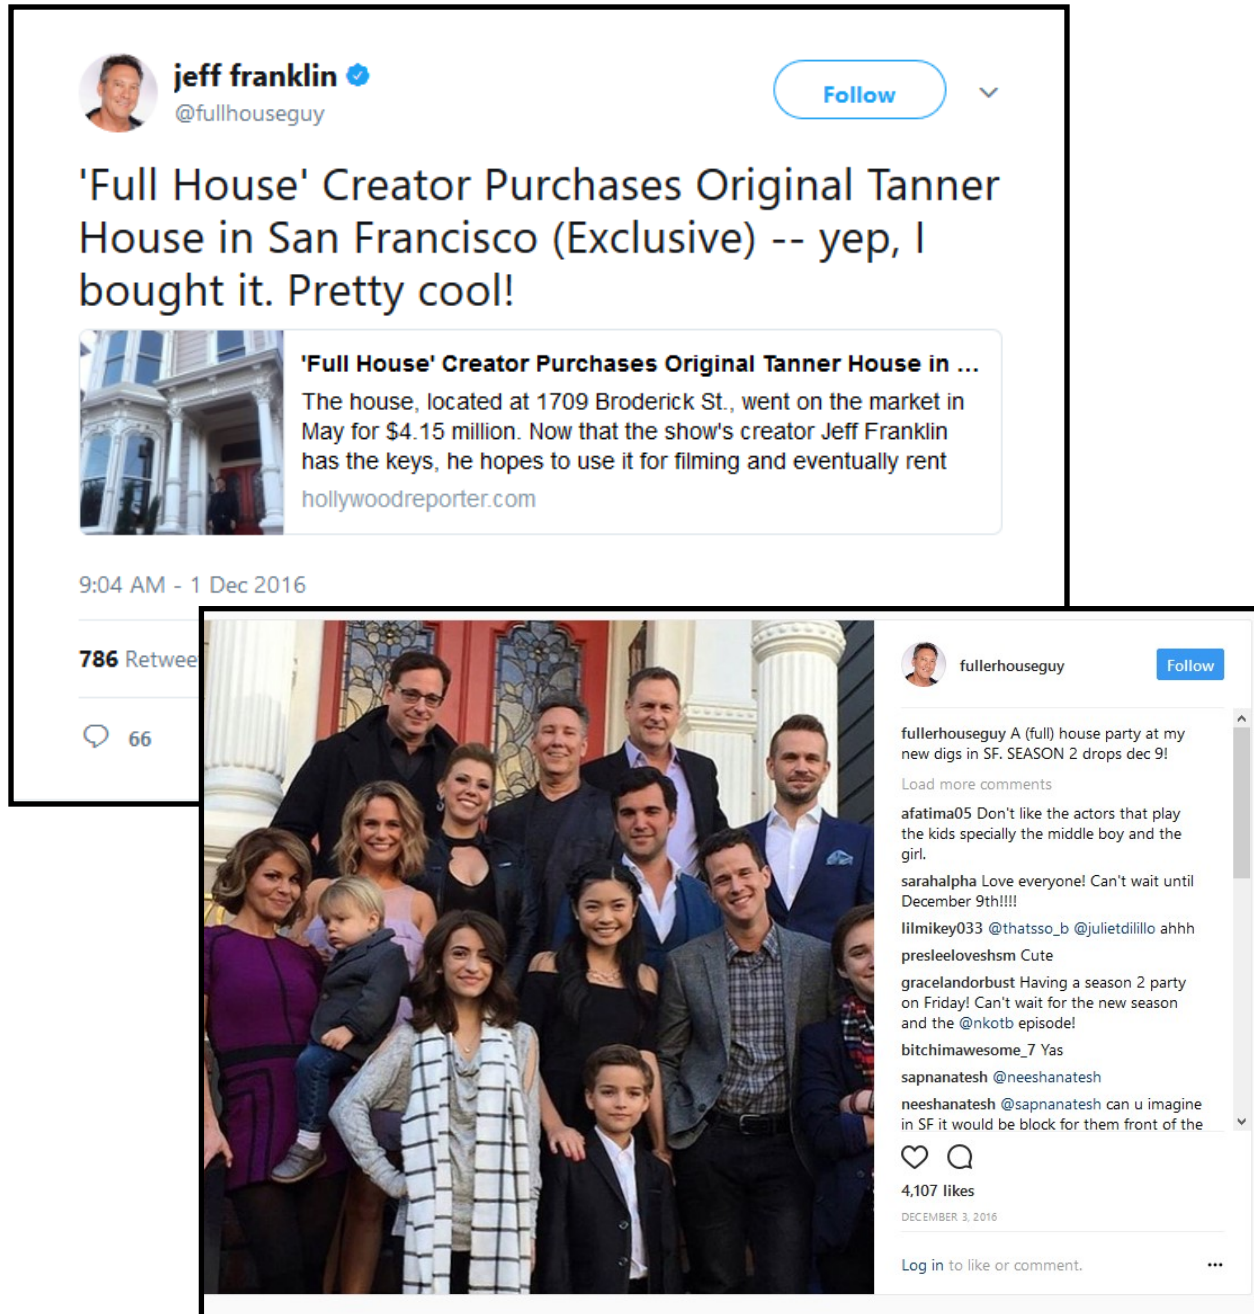 jeff franklin
@fullhouseguy
Follow
'Full House' Creator Purchases Original Tanner
House in San Francisco (Exclusive) -- yep, I
bought it. Pretty cool!
'Full House' Creator Purchases Original Tanner House in ...
The house, located at 1709 Broderick St., went on the market in
May for $4.15 million. Now that the show's creator Jeff Franklin
has the keys, he hopes to use it for filming and eventually rent
hollywoodreporter.com
9:04 AM - 1 Dec 2016
786 Retwee
66
fullerhouseguy
Follow
fullerhouseguy A (full) house party at my
new digs in SF. SEASON 2 drops dec 9!
Load more comments
afatima05 Don't like the actors that play
the kids specially the middle boy and the
girl.
sarahalpha Love everyone! Can't wait until
December 9th!!!!
lilmikey033 @thatsso_b @julietdilillo ahhh
presleeloveshsm Cute
gracelandorbust Having a season 2 party
on Friday! Can't wait for the new season
and the @nkotb episode!
bitchimawesome_7 Yas
sapnanatesh @neeshanatesh
neeshanatesh @sapnanatesh can u imagine
in SF it would be block for them front of the
4,107 likes
DECEMBER 3, 2016
Log in to like or comment.